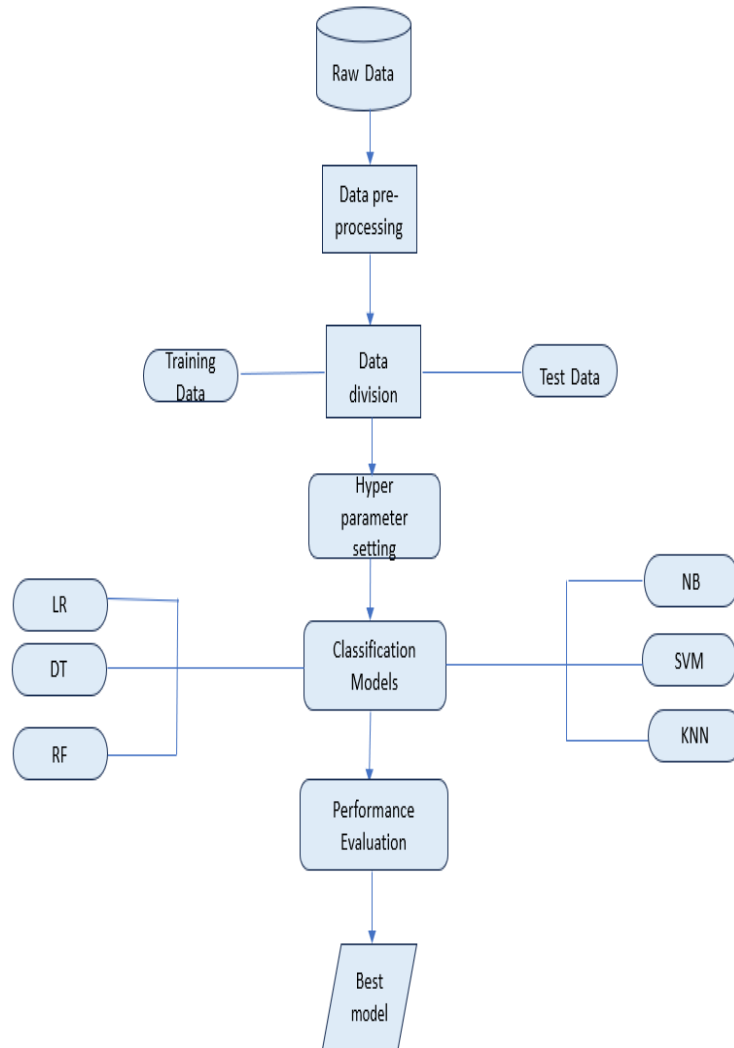 Raw Data
Data pre-
processing
Training
Data
Data
division
Test Data
Hyper
parameter
setting
LR
DT
RF
Classification
Models
NB
SVM
KNN
Performance
Evaluation
Best
model